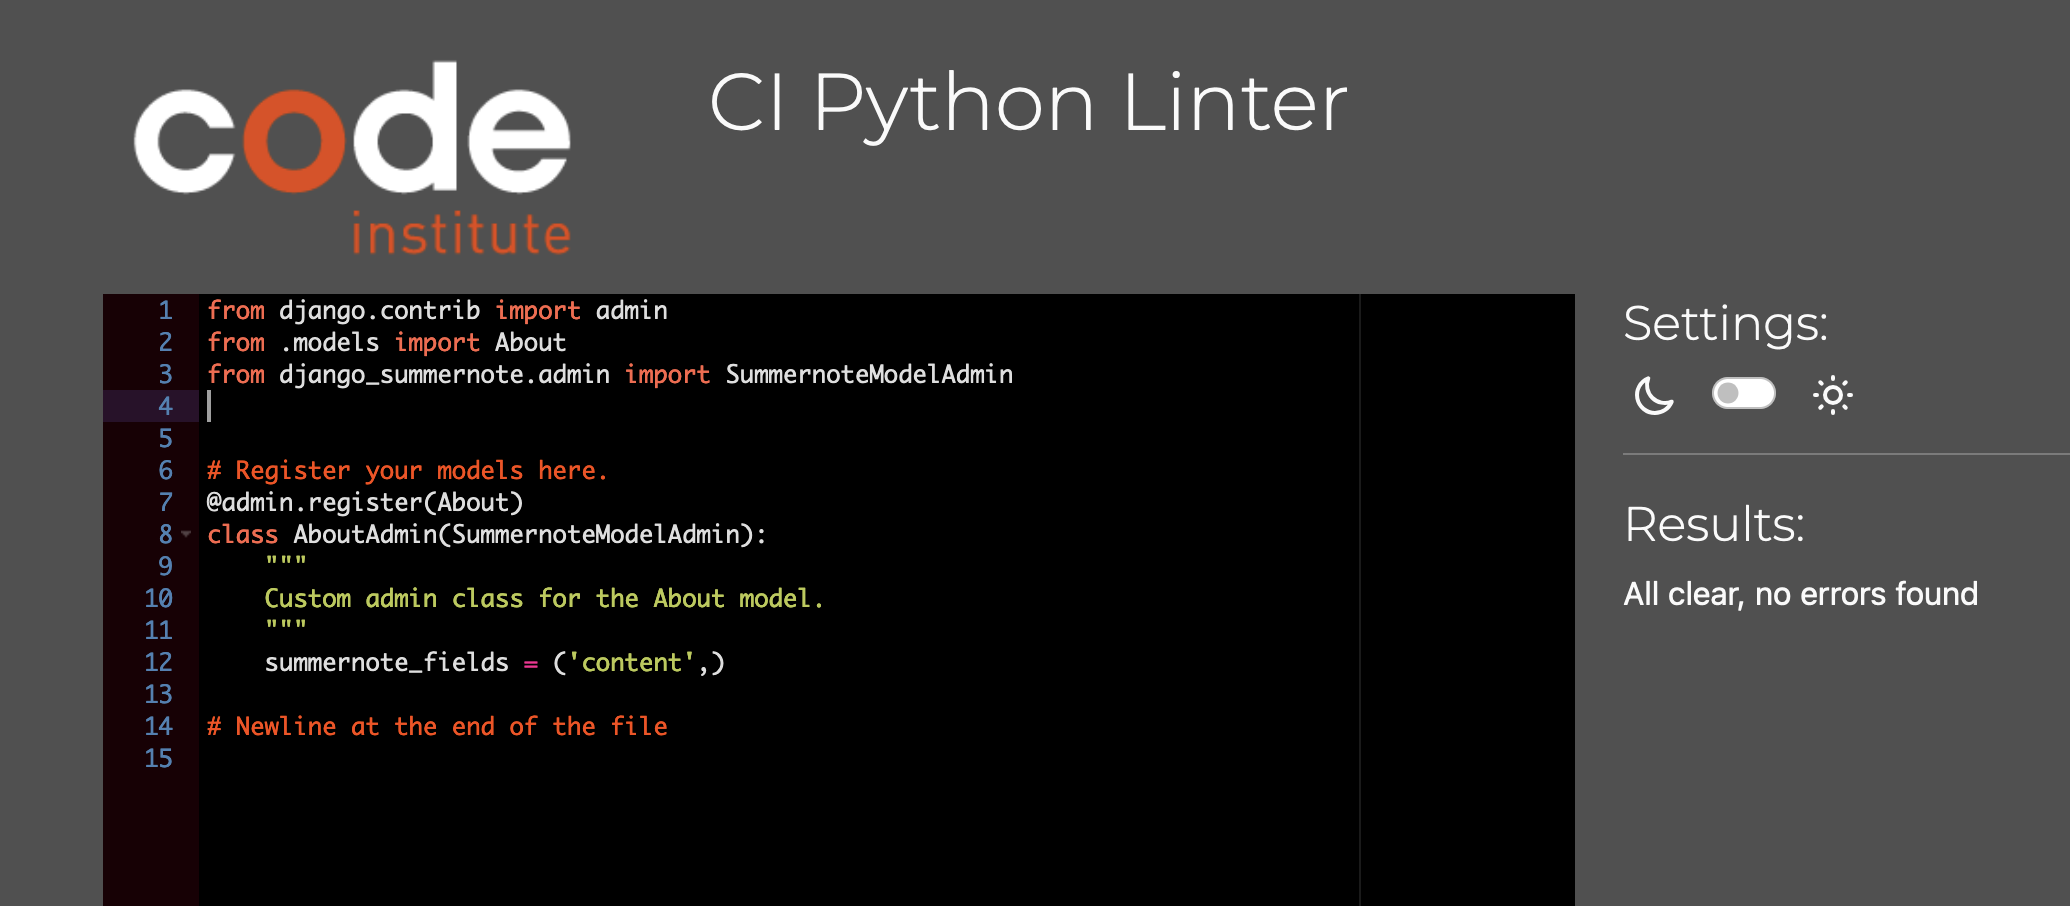 code
institute
CI Python Linter
1 from django.contrib import admin
2 from .models import About
3 from django_summernote.admin import SummernoteModelAdmin
4
5
6 # Register your models here.
7 @admin.register(About)
8 class AboutAdmin(SummernoteModelAdmin):
9     """
10     Custom admin class for the About model.
11     """
12     summernote_fields = ('content',)
13
14 # Newline at the end of the file
15
Settings:
Results:
All clear, no errors found